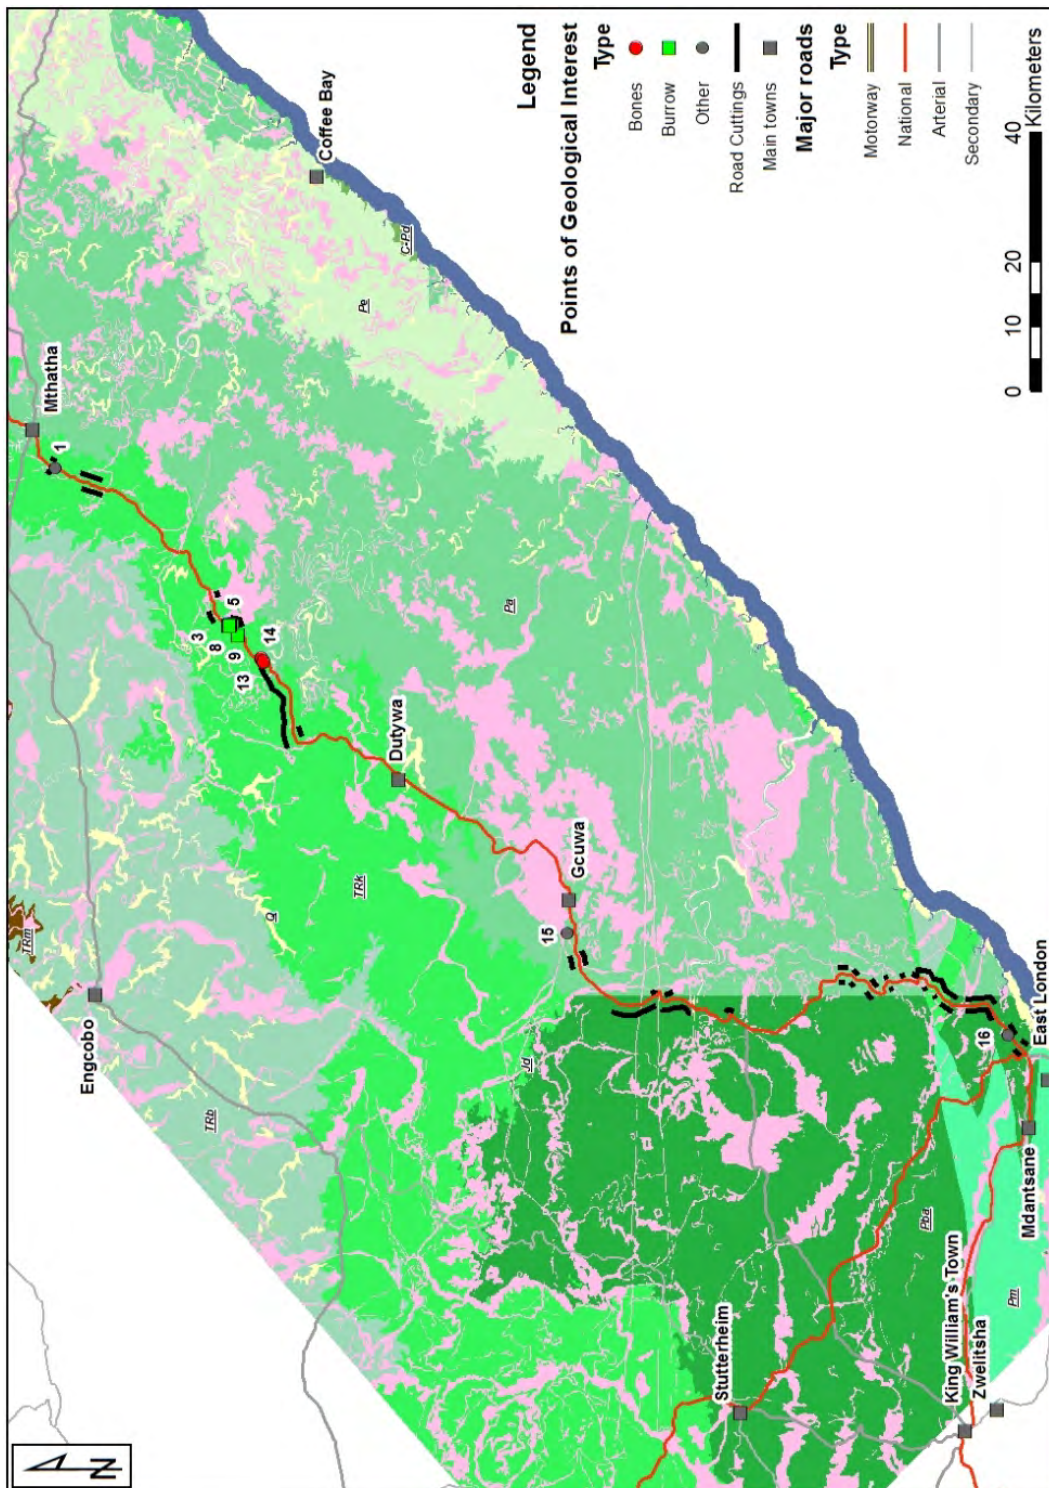 Mthatha
1
Coffee Bay
C-Pd
Pe
3
8
5
9
13
14
Pa
Dutywa
Engcobo
TRm
Q
TRk
TRb
Gcuwa
15
Jd
16
East London
Mdantsane
Pba
Pm
Stutterheim
King William's Town
Zwelitsha
N
Legend
Points of Geological Interest
Type
Bones
Burrow
Other
Road Cuttings
Main towns
Major roads
Type
Motorway
National
Arterial
Secondary
0 10 20 40
Kilometers